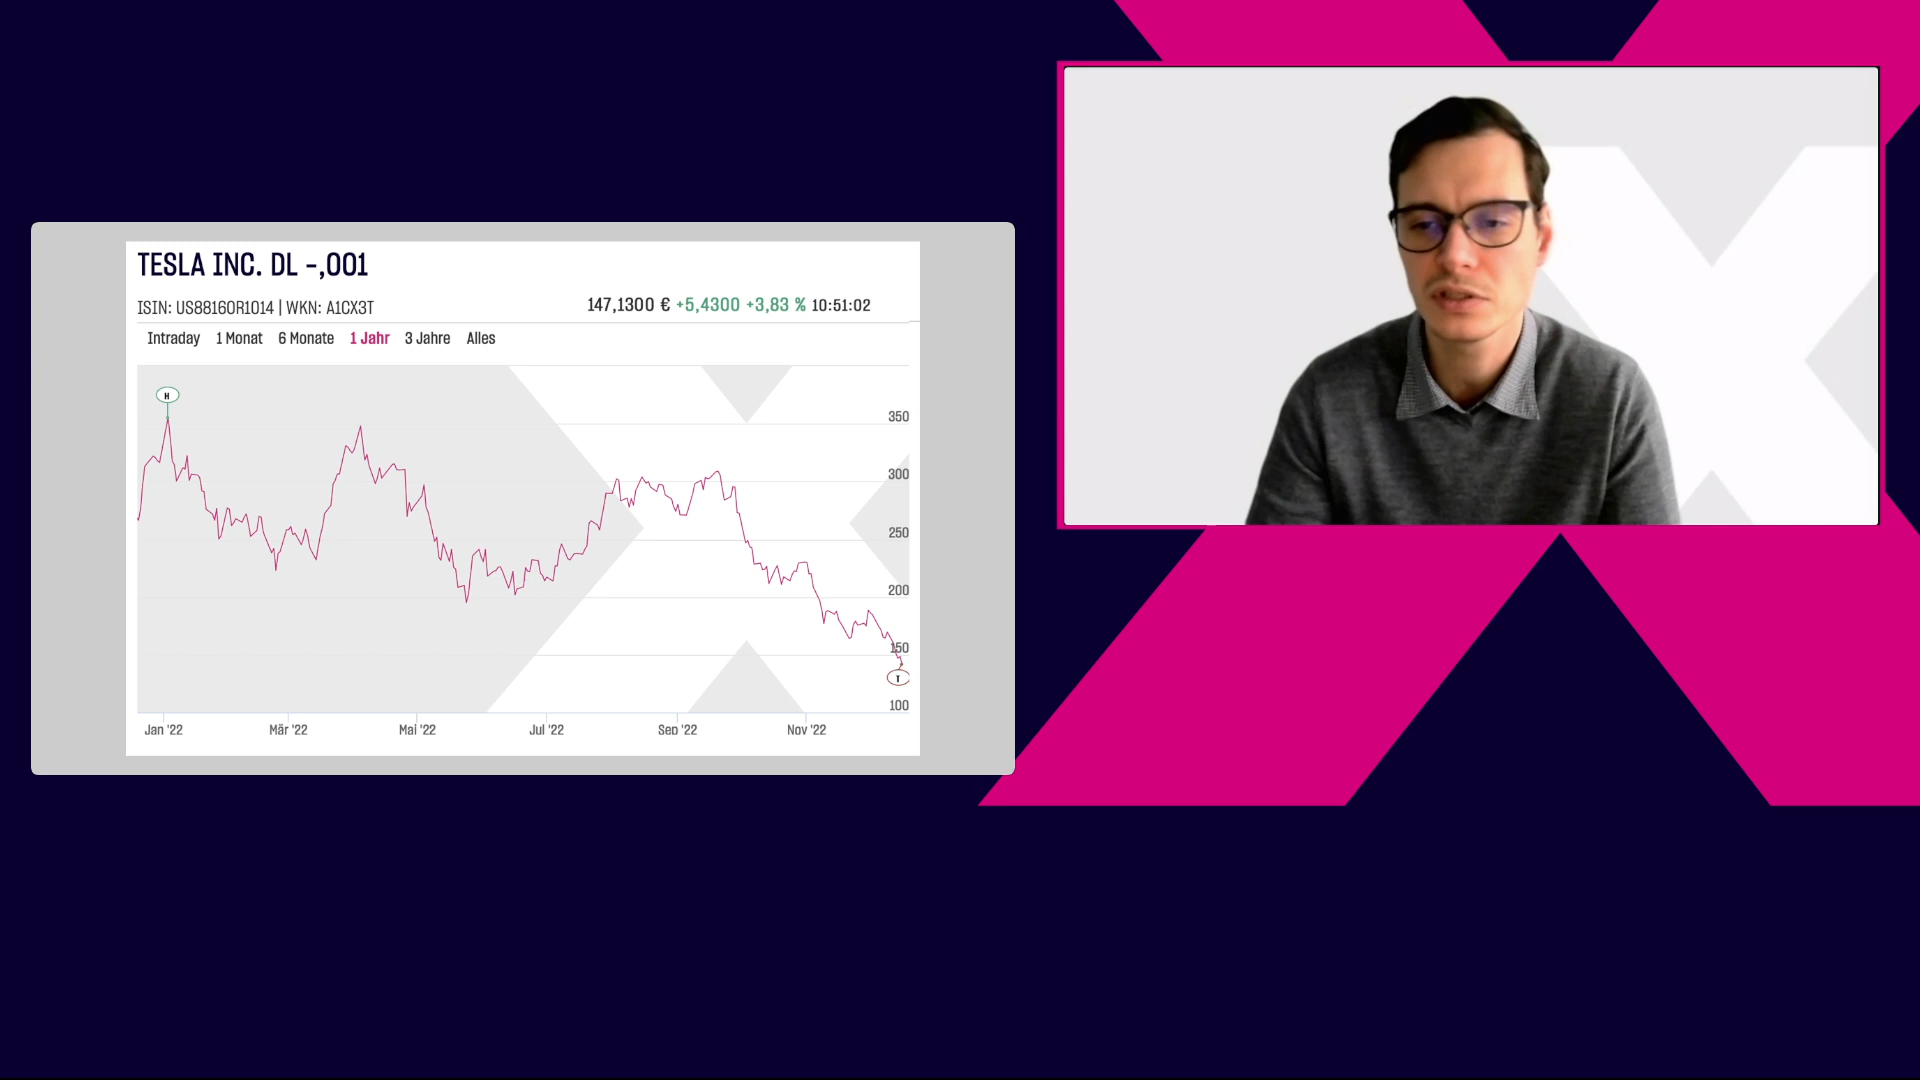 TESLA INC. DL -,001
ISIN: US88160R1014 | WKN: A1CX3T
147,1300 € +5,4300 +3,83 % 10:51:02
Intraday 1 Monat 6 Monate 1 Jahr 3 Jahre Alles
H
350
300
250
200
150
T
100
Jan '22 Mär '22 Mai '22 Jul '22 Sep '22 Nov '22